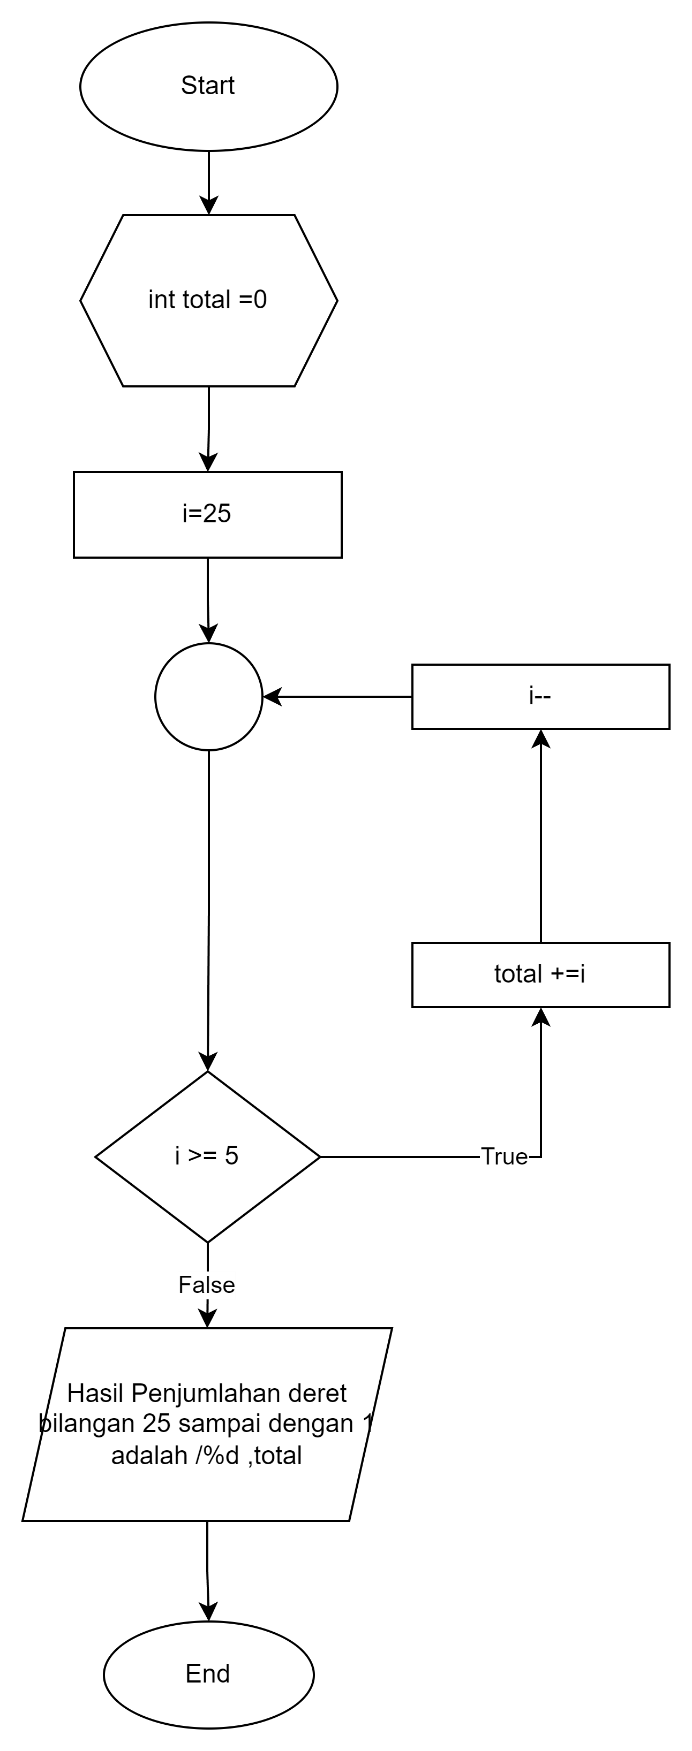 Start
int total =0
i=25
i--
total +=i
i >= 5
True
False
Hasil Penjumlahan deret
bilangan 25 sampai dengan 1
adalah /%d ,total
End